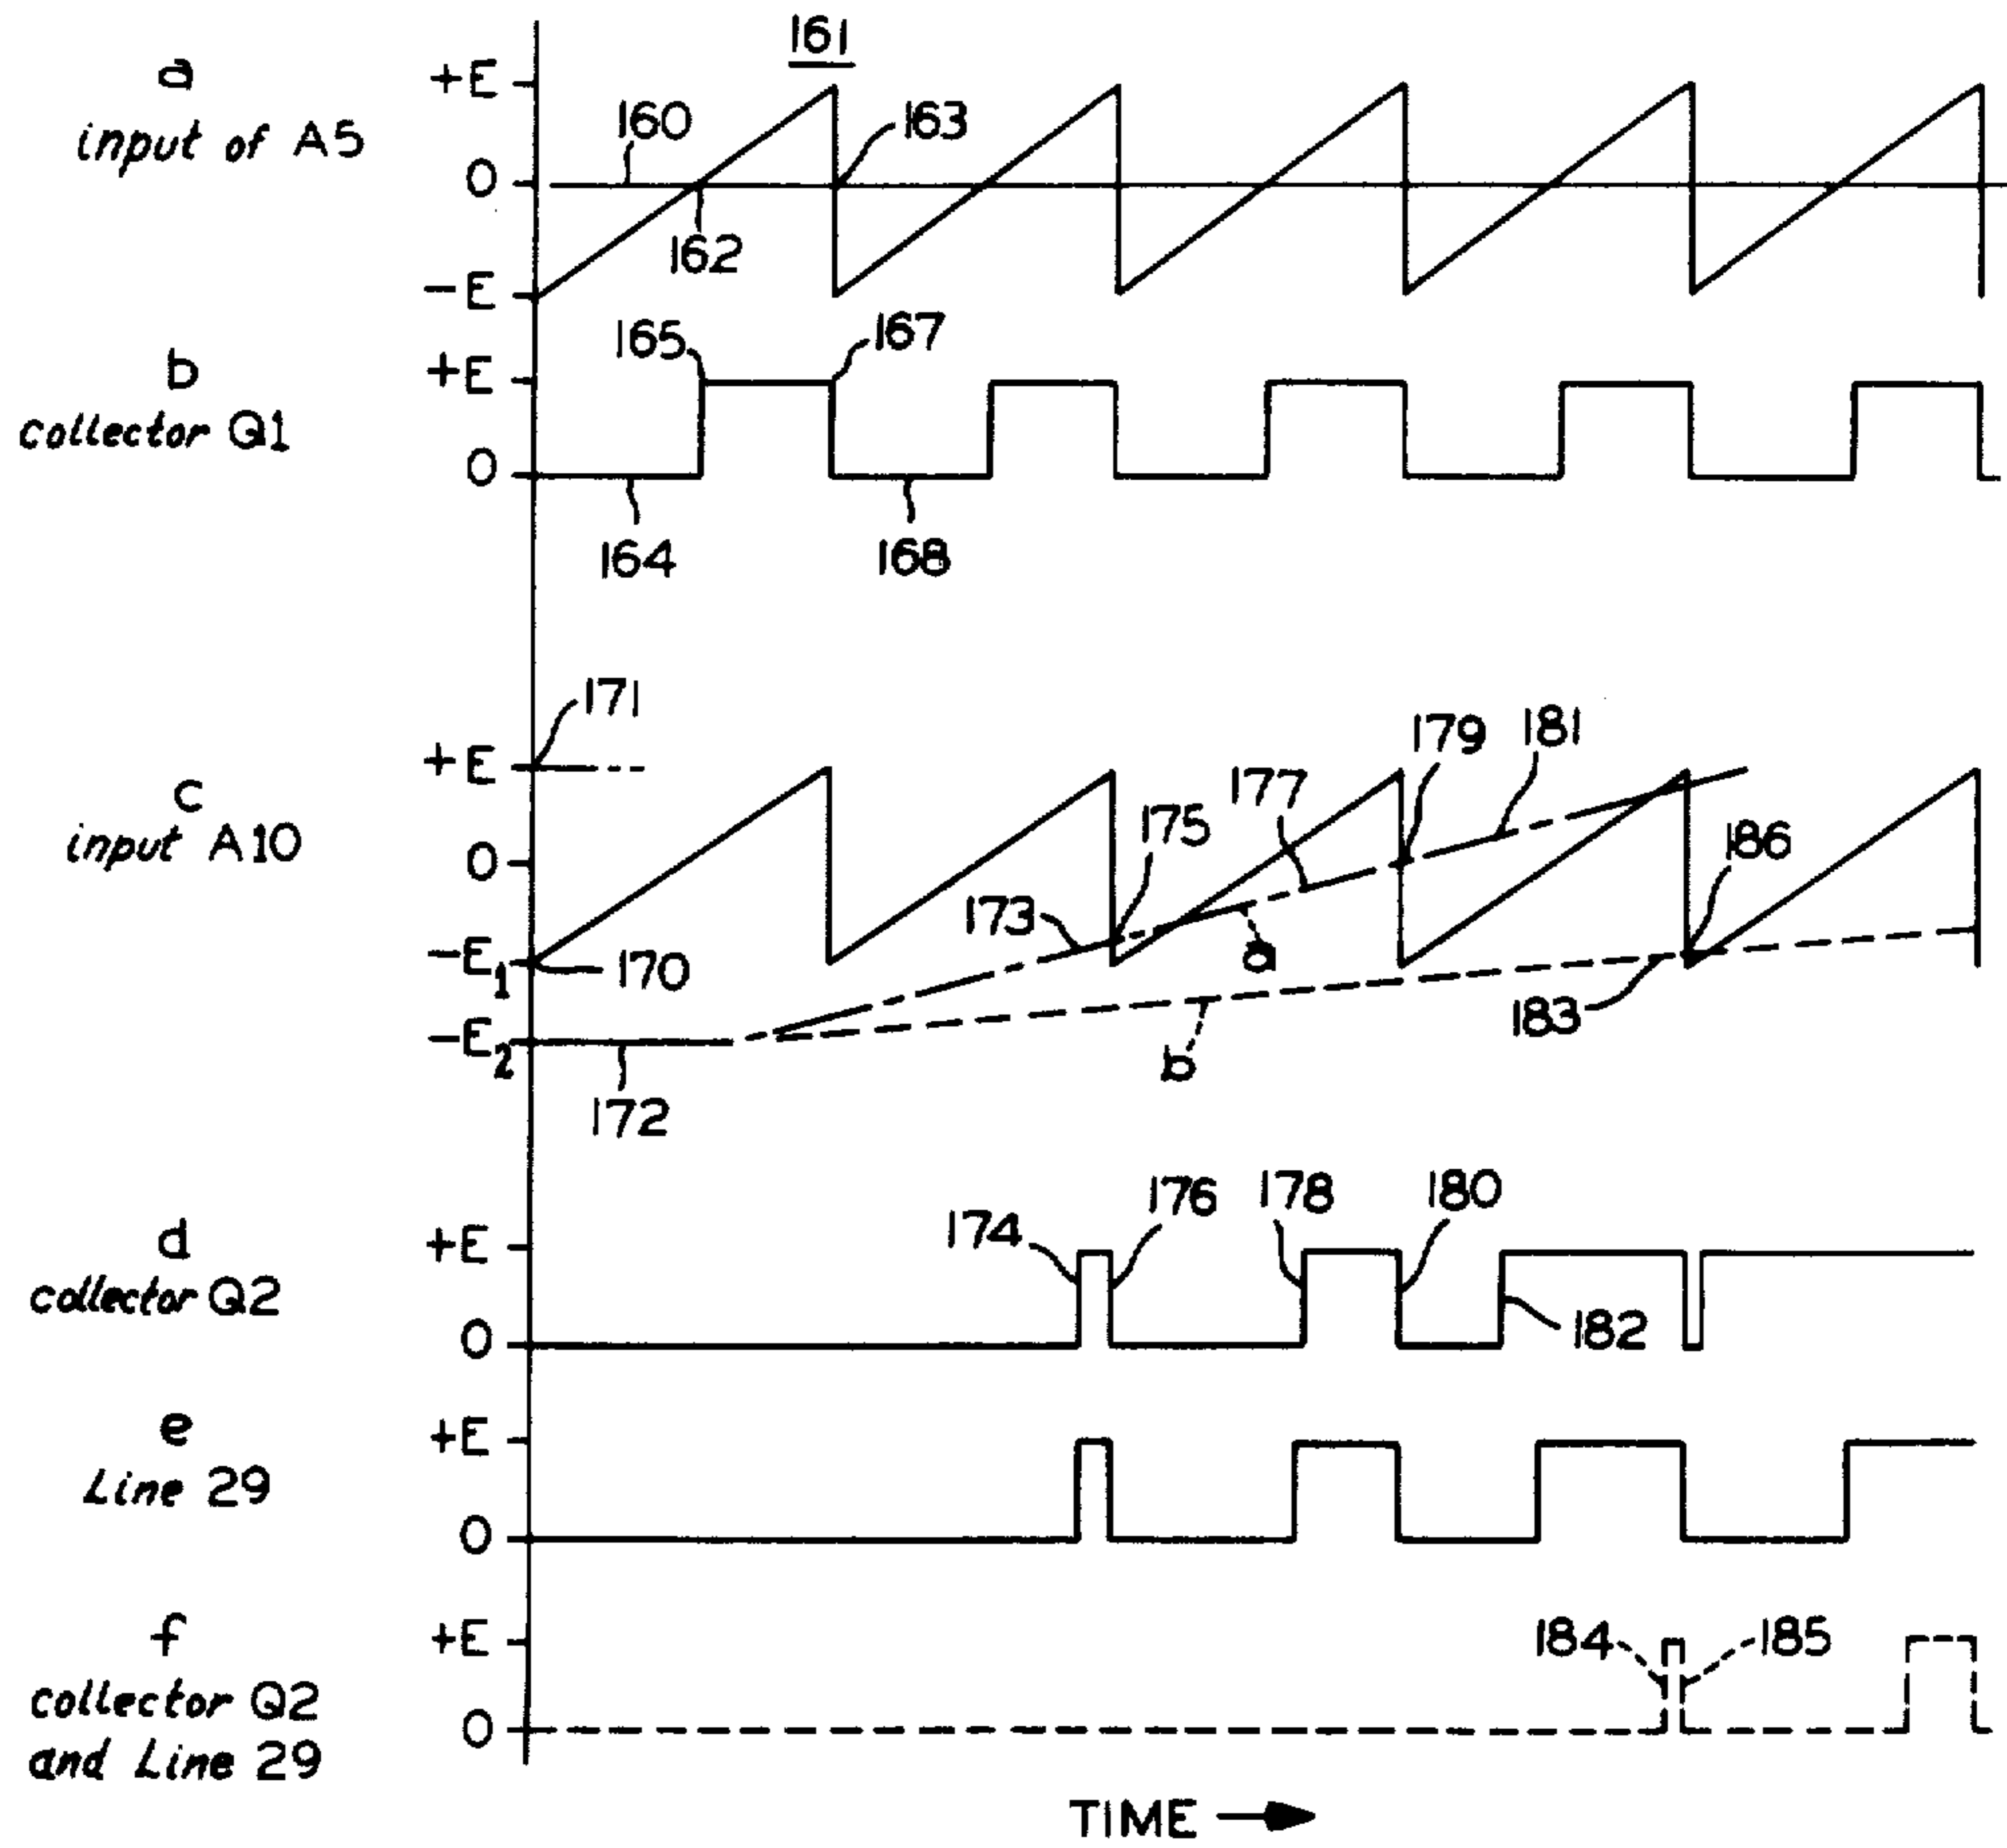 161
a
input of A5
+E
0
-E
160
163
162
b
collector Q1
+E
0
165
167
164
168
c
input A10
+E
0
-E1
-E2
171
179
181
177
175
186
173
a
170
183
b
172
d
collector Q2
+E
0
174
176
178
180
182
e
Line 29
+E
0
f
collector Q2
and Line 29
+E
0
184
185
TIME